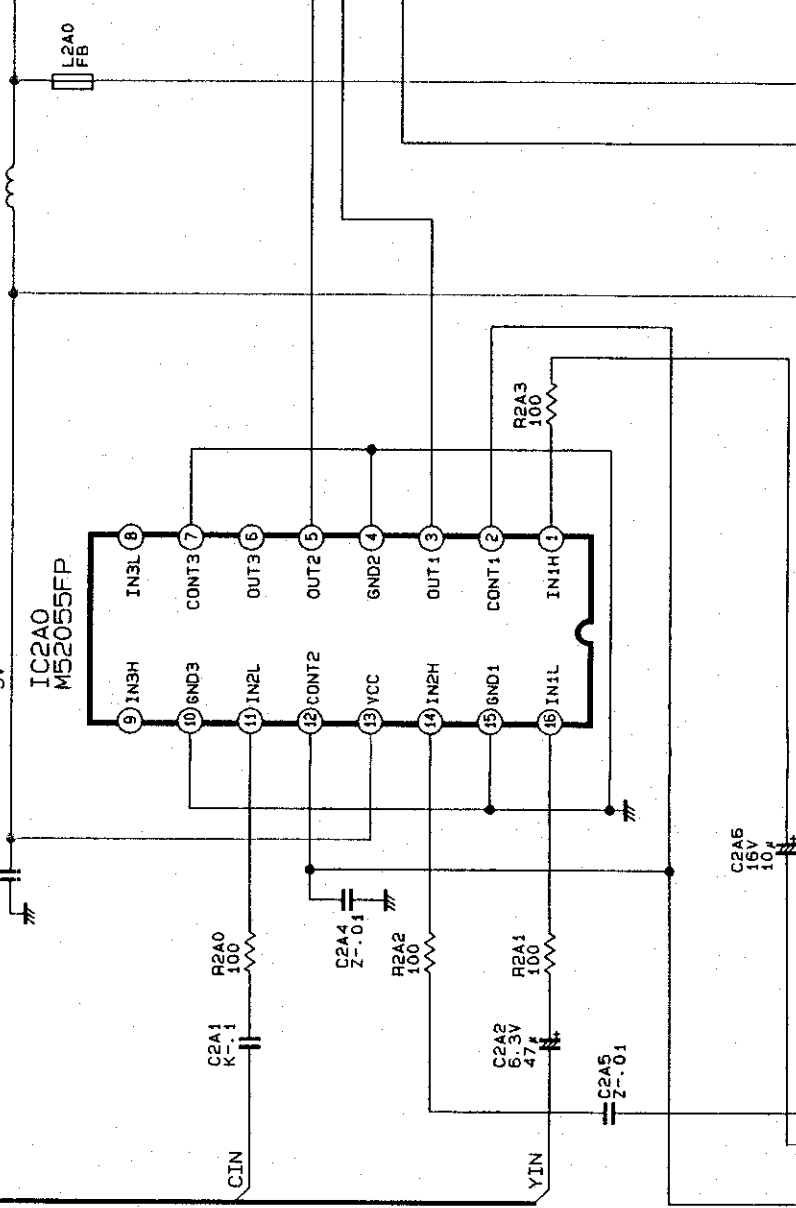 L2A0
FB
IC2A0
M52055FP
8
7
6
5
4
3
2
1
IN3L
CONT3
OUT3
OUT2
GND2
OUT1
CONT1
IN1H
R2A3
100
IN3H
GND3
IN2L
CONT2
VCC
IN2H
GND1
IN1L
9
10
11
12
13
14
15
16
C2A6
16V
10μ
R2A0
100
C2A4
Z-.01
R2A2
100
R2A1
100
C2A1
K-.1
C2A2
6.3V
47μ
C2A5
Z-.01
CIN
YIN